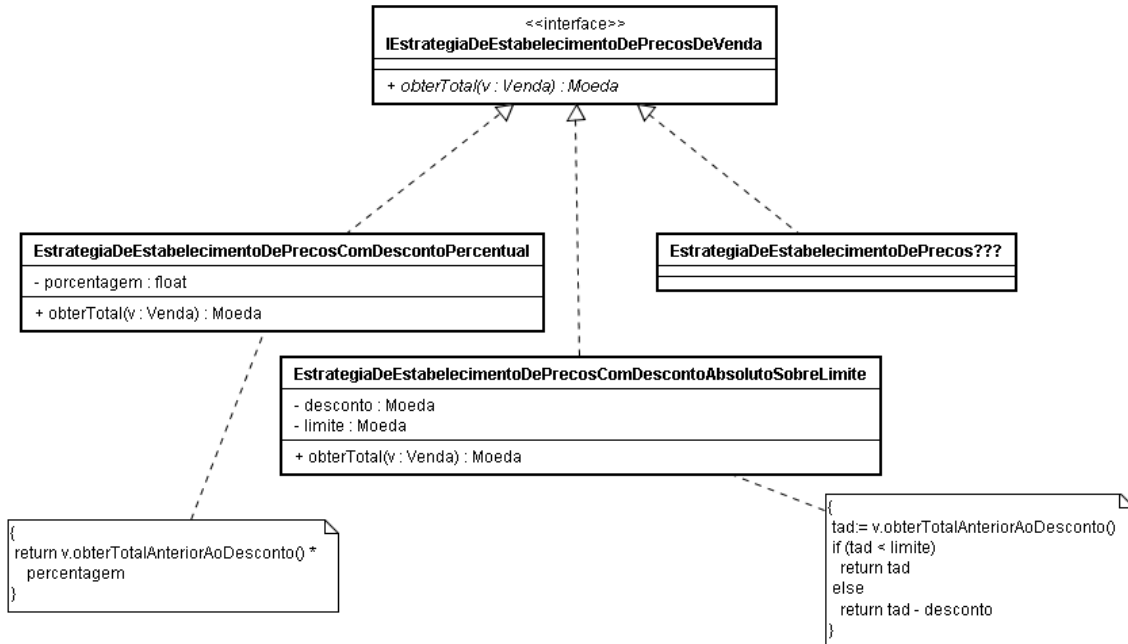 <<interface>>
IEstrategiaDeEstabelecimentoDePrecosDeVenda
+ obterTotal(v : Venda) : Moeda
EstrategiaDeEstabelecimentoDePrecosComDescontoPercentual
- porcentagem : float
+ obterTotal(v : Venda) : Moeda
EstrategiaDeEstabelecimentoDePrecos???
EstrategiaDeEstabelecimentoDePrecosComDescontoAbsolutoSobreLimite
- desconto : Moeda
- limite : Moeda
+ obterTotal(v : Venda) : Moeda
{
return v.obterTotalAnteriorAoDesconto() *
percentagem
}
{
tad:= v.obterTotalAnteriorAoDesconto()
if (tad < limite)
return tad
else
return tad - desconto
}